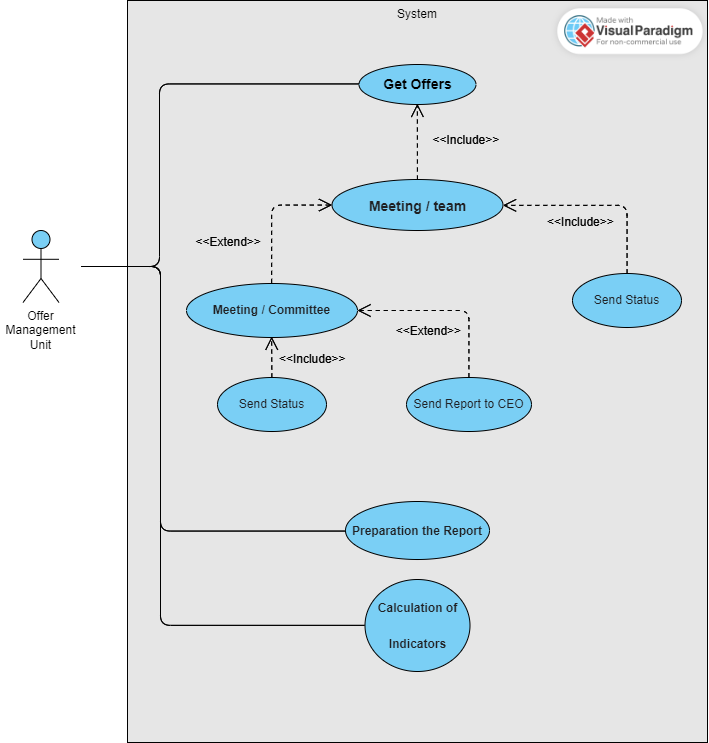 System
Made with
Visual Paradigm
For non-commercial use
Get Offers
<<Include>>
Meeting / team
<<Include>>
<<Extend>>
Send Status
Meeting / Committee
Offer
Management
Unit
<<Extend>>
<<Include>>
Send Status
Send Report to CEO
Preparation the Report
Calculation of
Indicators